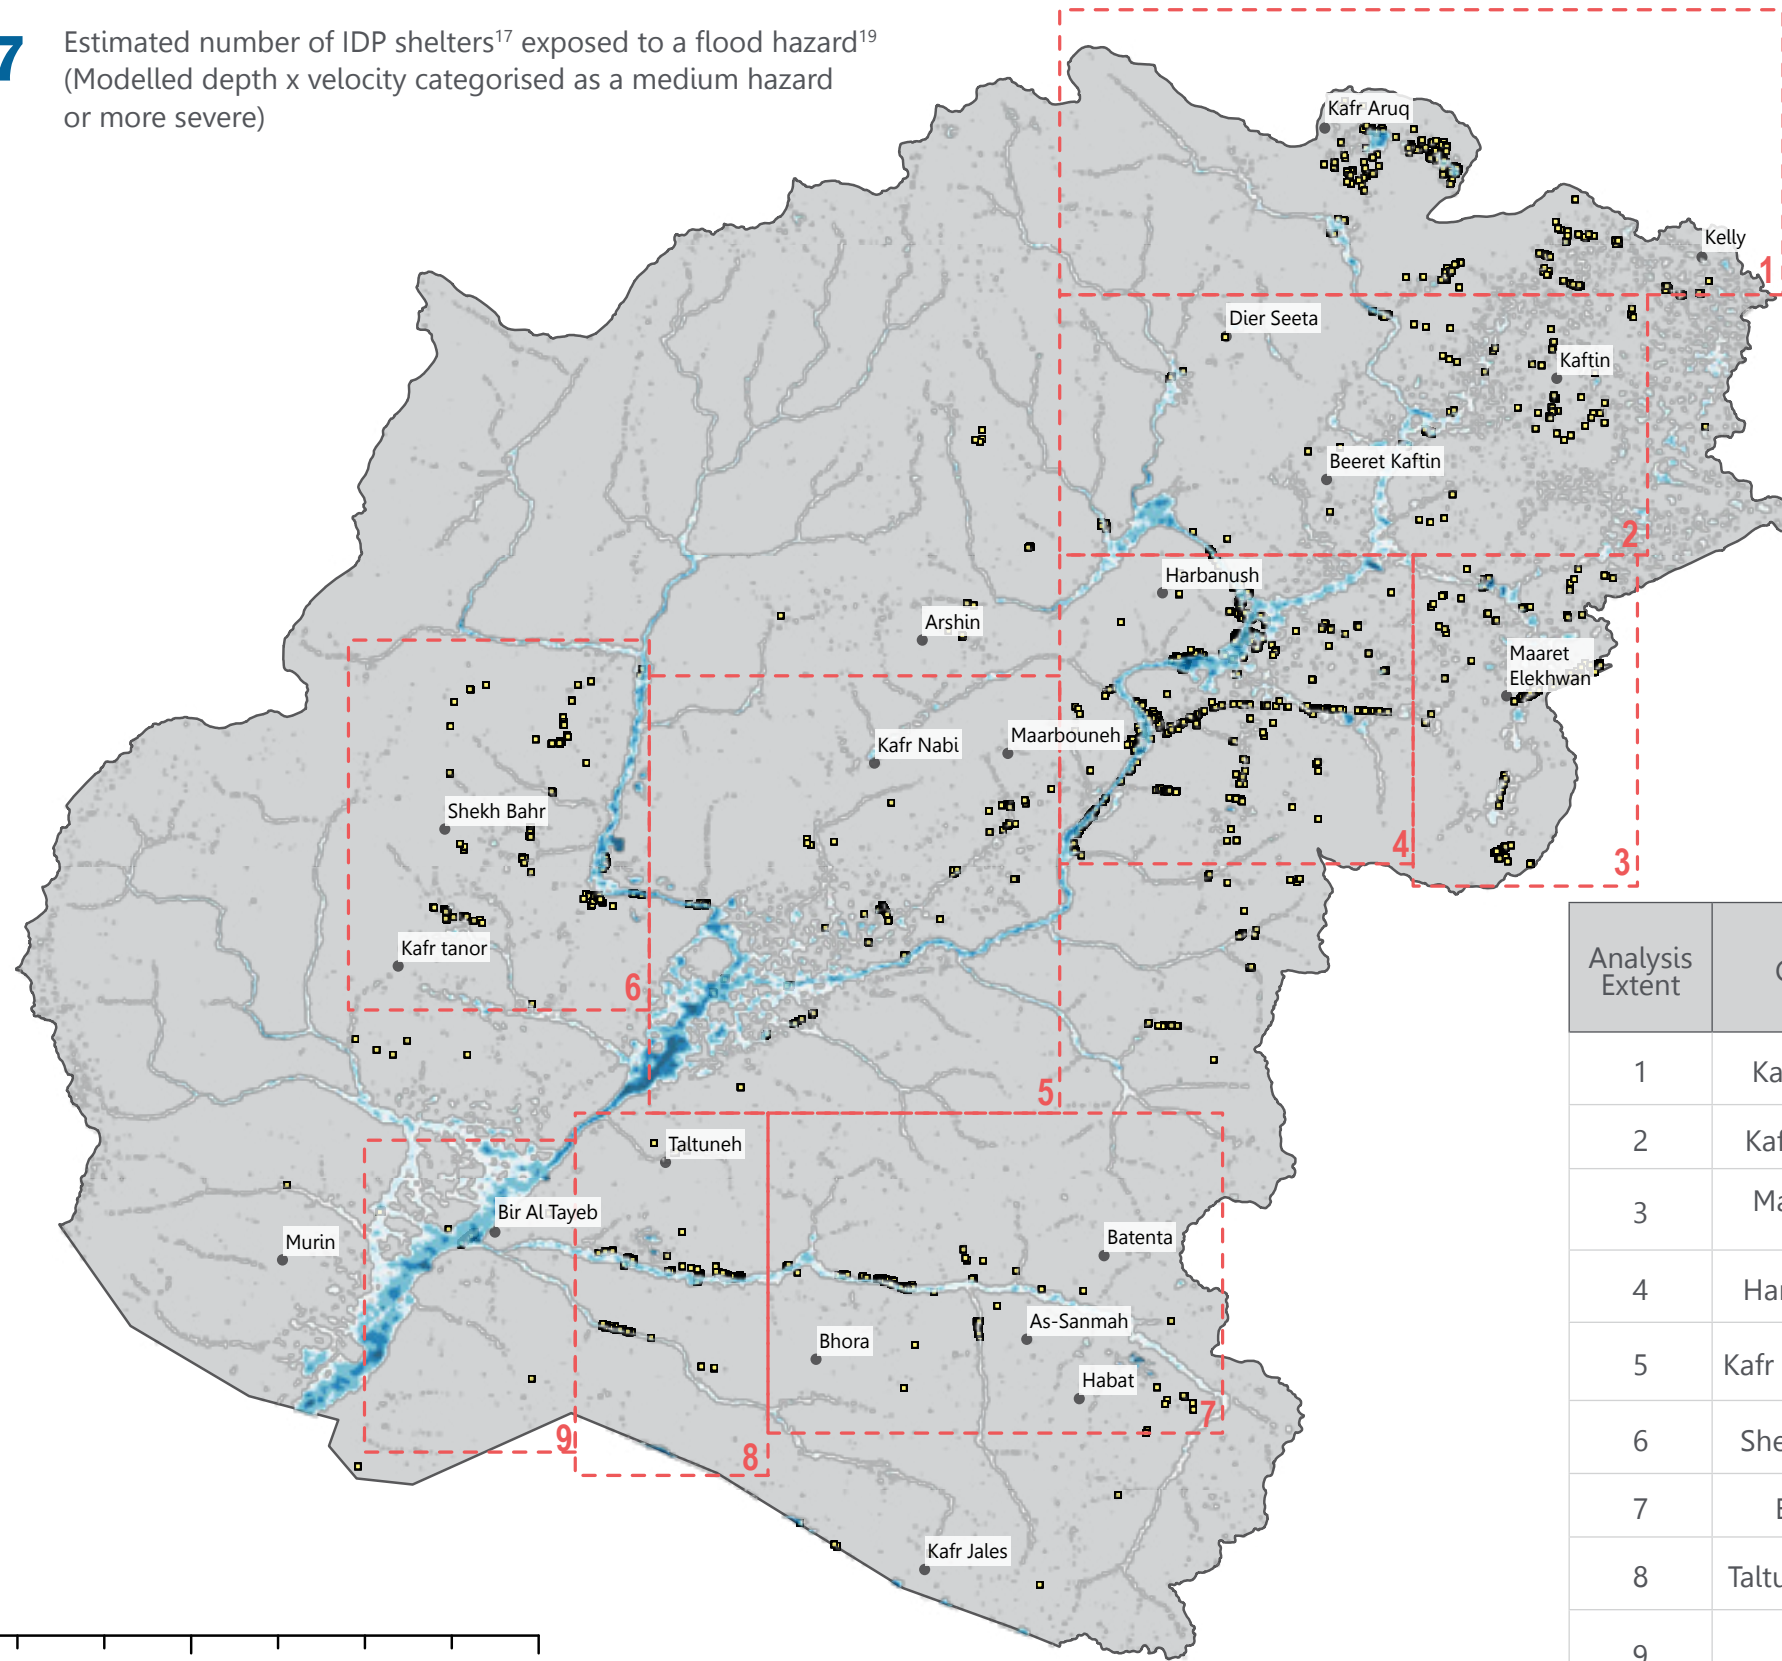 7
Estimated number of IDP shelters17 exposed to a flood hazard19
(Modelled depth x velocity categorised as a medium hazard
or more severe)
Kafr Aruq
Kelly
1
Dier Seeta
Kaftin
Beeret Kaftin
2
Harbanush
Arshin
Maaret
Elekhwan
Maarbouneh
Kafr Nabi
Shekh Bahr
4
3
Kafr tanor
6
5
Taltuneh
Bir Al Tayeb
Murin
Batenta
As-Sanmah
Bhora
Habat
7
9
8
Kafr Jales
Analysis
Extent
1
2
3
4
5 Kafr
6
7
8
9